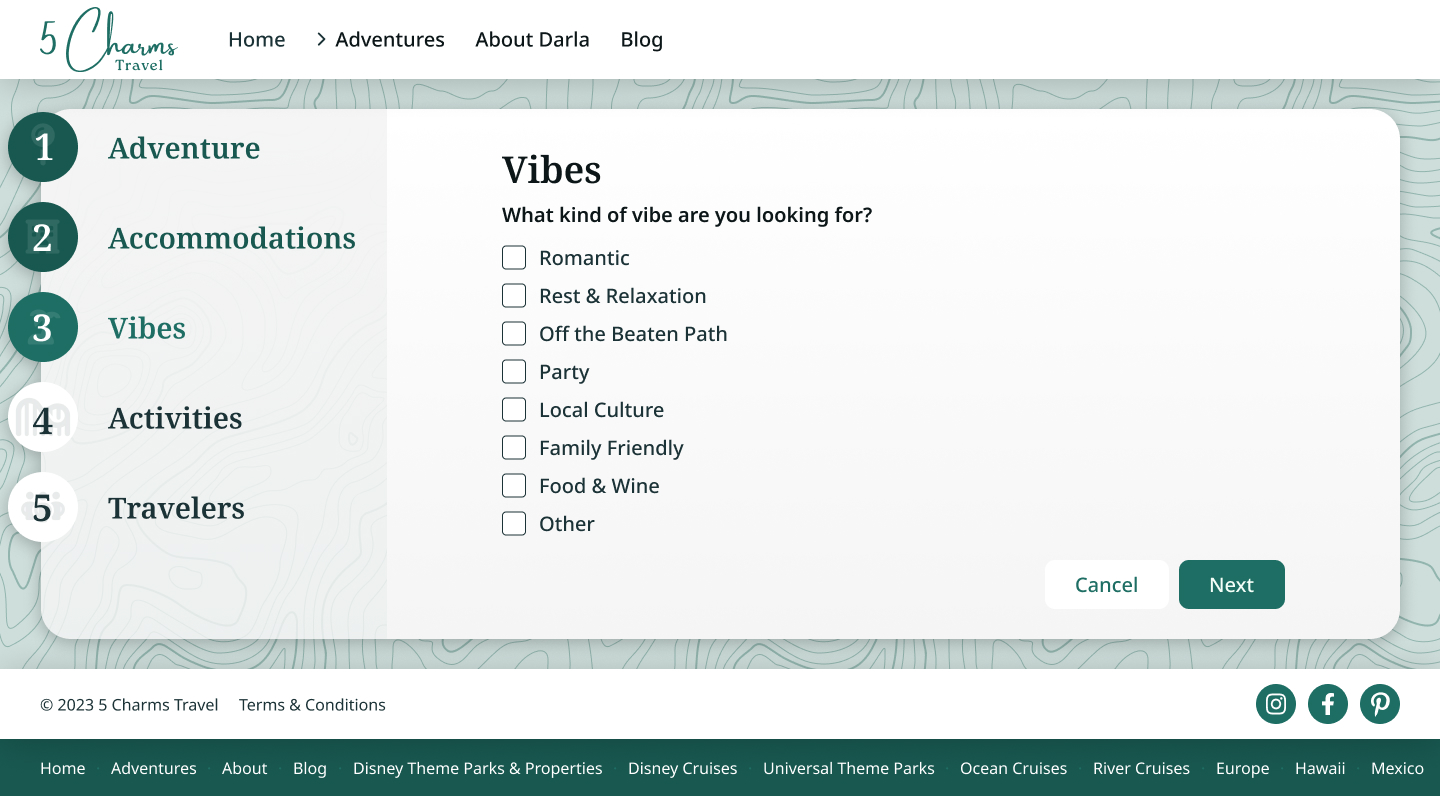 5 Charms
Travel
Home
Adventures
About Darla
Blog
1
Adventure
2
Accommodations
3
Vibes
4
Activities
5
Travelers
Vibes
What kind of vibe are you looking for?
Romantic
Rest & Relaxation
Off the Beaten Path
Party
Local Culture
Family Friendly
Food & Wine
Other
Cancel
Next
© 2023 5 Charms Travel
Terms & Conditions
Home · Adventures · About · Blog · Disney Theme Parks & Properties · Disney Cruises · Universal Theme Parks · Ocean Cruises · River Cruises · Europe · Hawaii · Mexico